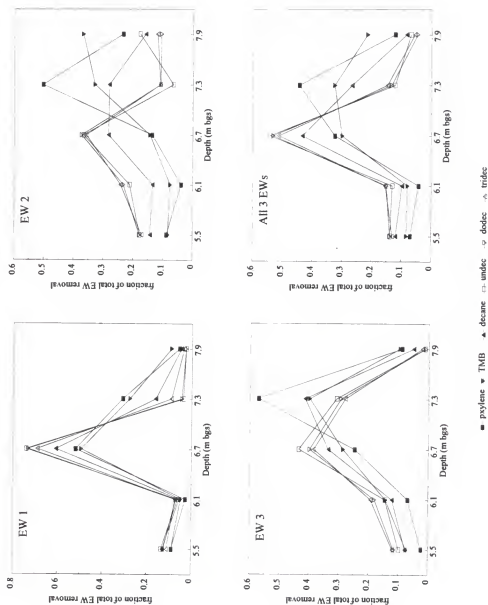 EW 1
0.8
0.6
0.4
0.2
0
fraction of total EW removal
5.5 6.1 6.7 7.3 7.9
Depth (m bgs)
EW 2
0.6
0.5
0.4
0.3
0.2
0.1
0
fraction of total EW removal
5.5 6.1 6.7 7.3 7.9
Depth (m bgs)
EW 3
0.6
0.5
0.4
0.3
0.2
0.1
0
fraction of total EW removal
5.5 6.1 6.7 7.3 7.9
Depth (m bgs)
All 3 EWs
0.6
0.5
0.4
0.3
0.2
0.1
0
fraction of total EW removal
5.5 6.1 6.7 7.3 7.9
Depth (m bgs)
pxylene TMB decane undec dodec tridec